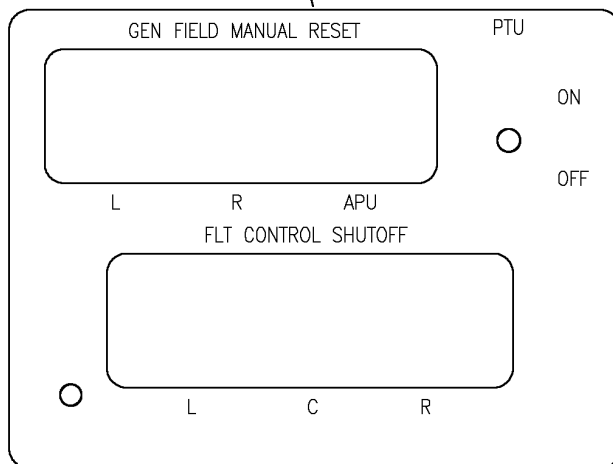 GEN FIELD MANUAL RESET
PTU
ON
OFF
L R APU
FLT CONTROL SHUTOFF
L C R